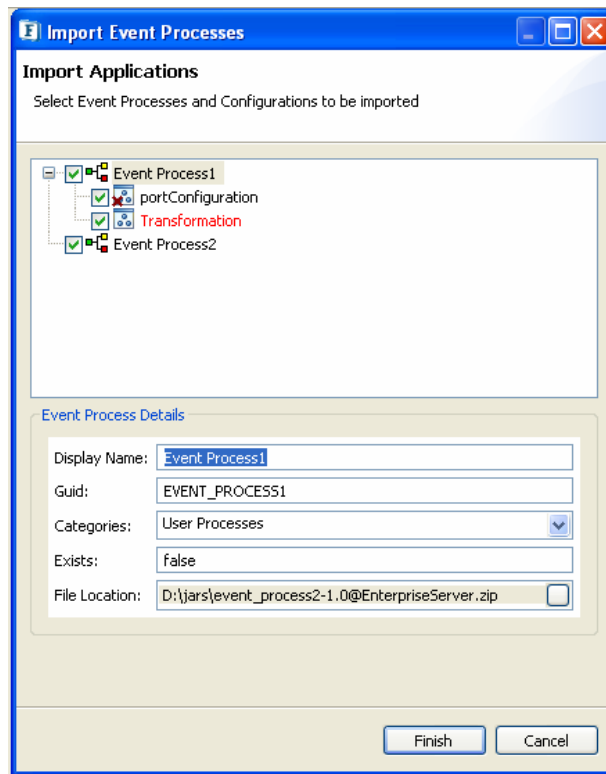 Import Event Processes
Import Applications
Select Event Processes and Configurations to be imported
Event Process1
portConfiguration
Transformation
Event Process2
Event Process Details
Display Name: Event Process1
Guid: EVENT_PROCESS1
Categories: User Processes
Exists: false
File Location: D:\jars\event_process2-1.0@EnterpriseServer.zip
Finish Cancel